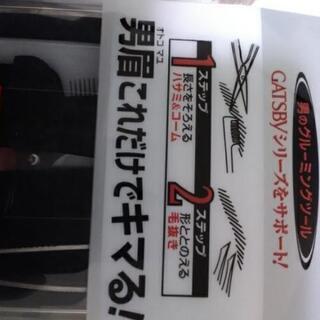 男のグルーミングツール
GATSBYシリーズをサポート!
1 ステップ
長さをそろえる
ハサミ&コーム
2 ステップ
形をととのえる
毛抜き
オトコ マユ
男眉これだけでキマる!